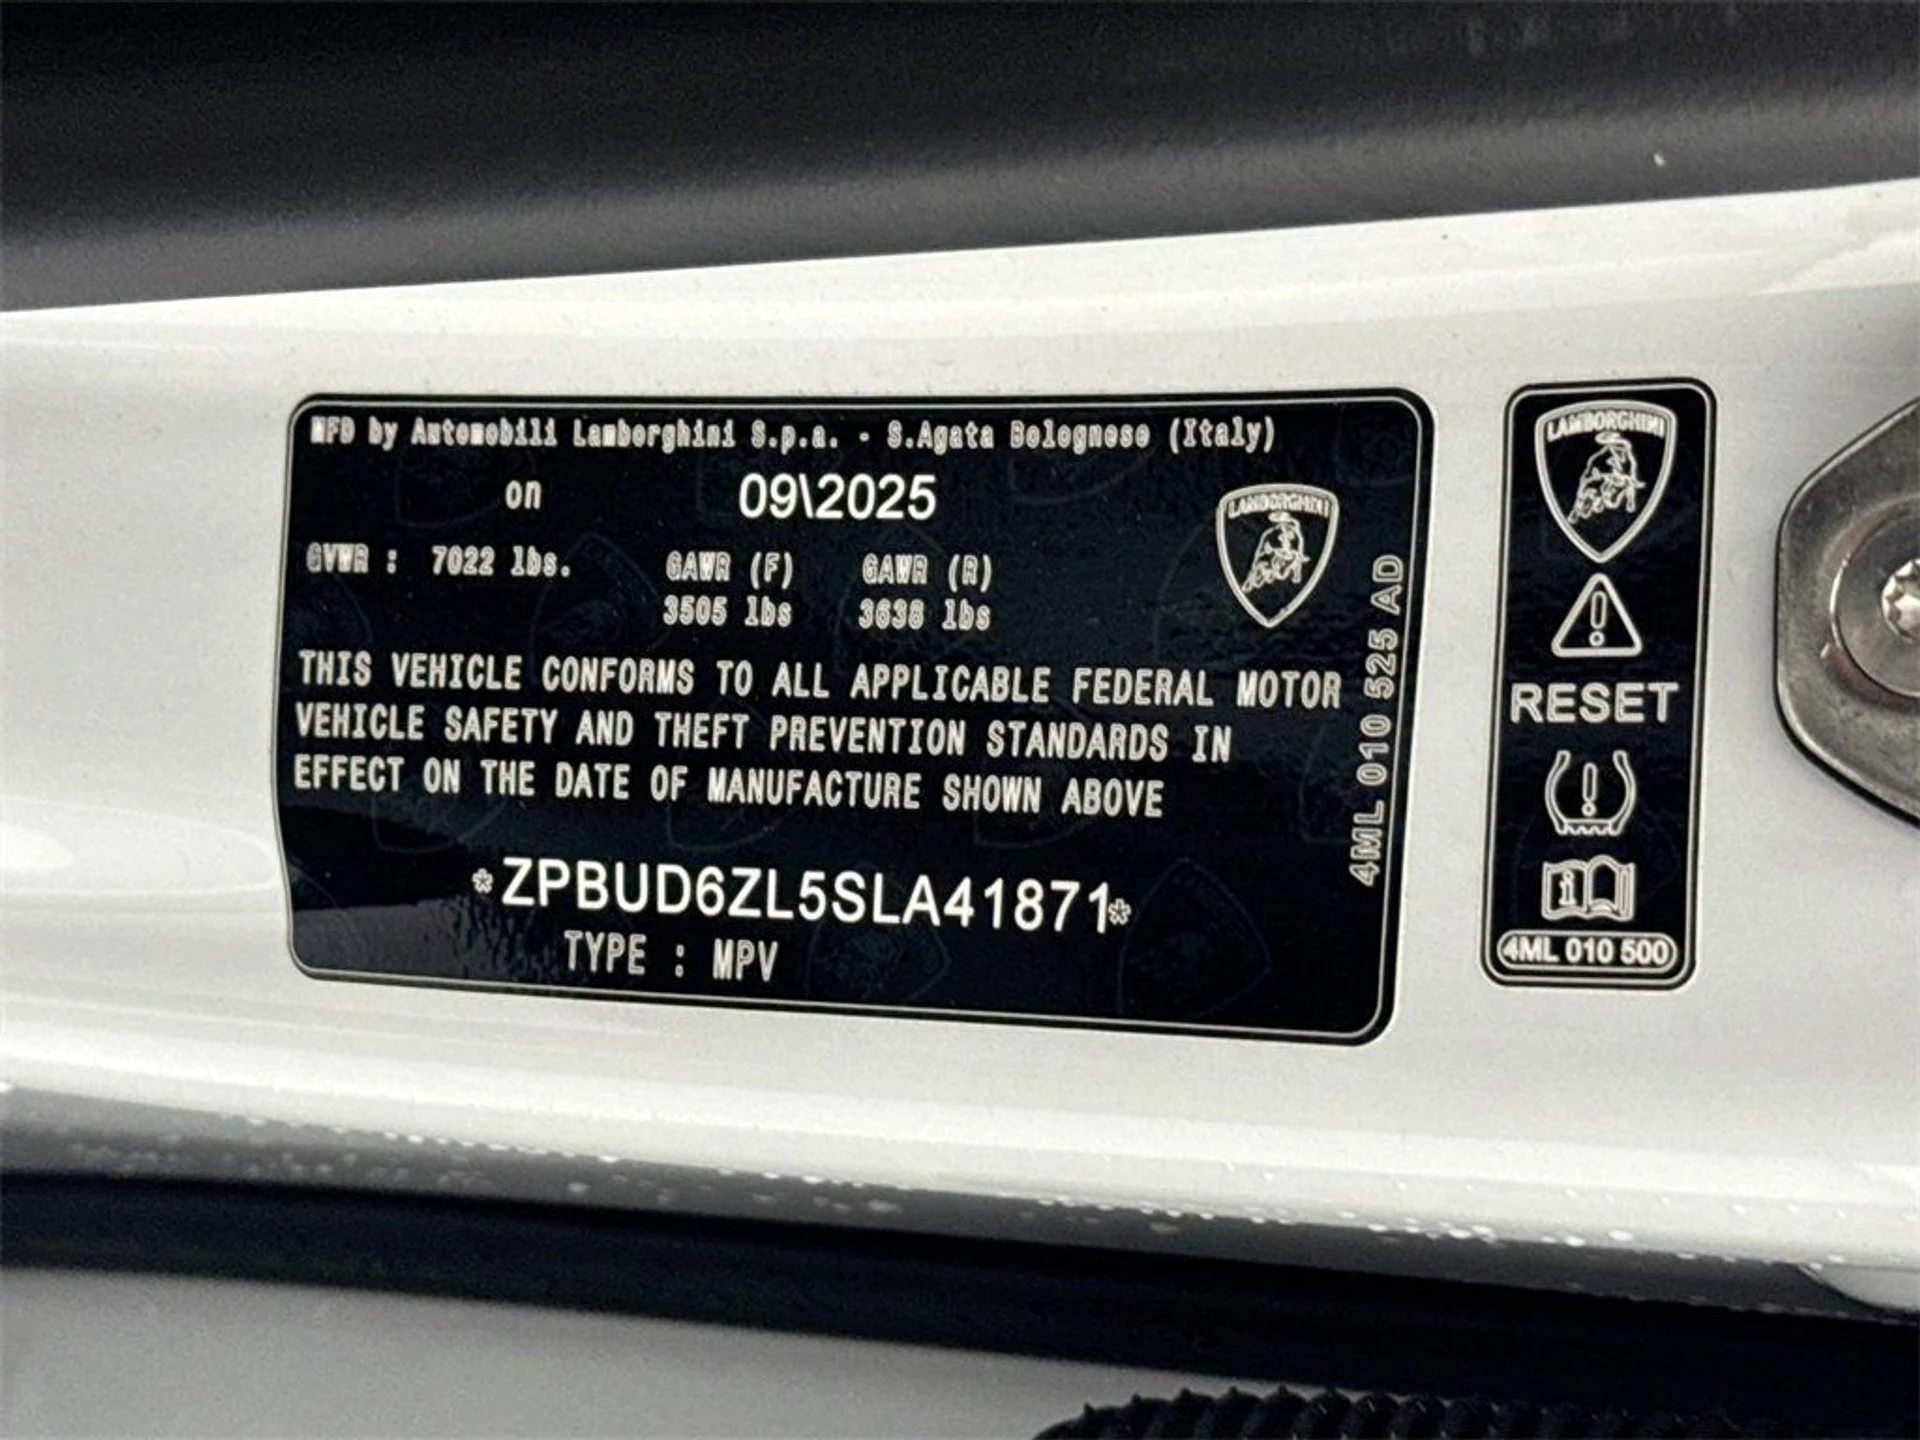 MFD by Automobili Lamborghini S.p.a. - S.Agata Bolognese (Italy)
on 09\2025
GVWR : 7022 lbs. GAWR (F) GAWR (R)
3505 lbs 3638 lbs
LAMBORGHINI
THIS VEHICLE CONFORMS TO ALL APPLICABLE FEDERAL MOTOR
VEHICLE SAFETY AND THEFT PREVENTION STANDARDS IN
EFFECT ON THE DATE OF MANUFACTURE SHOWN ABOVE
*ZPBUD6ZL5SLA41871*
TYPE : MPV
4ML 010 525 AD
LAMBORGHINI
RESET
4ML 010 500